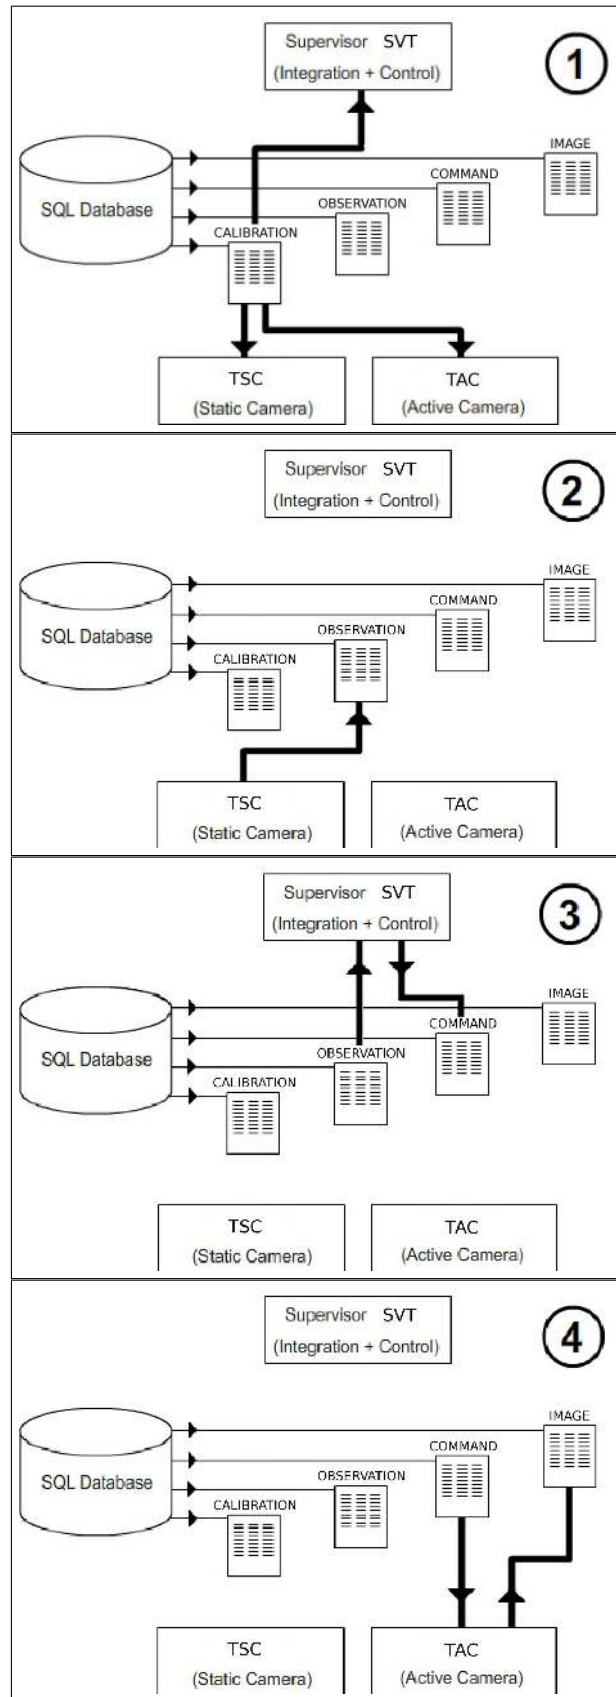 Supervisor SVT
(Integration + Control)
1
IMAGE
COMMAND
SQL Database
OBSERVATION
CALIBRATION
TSC
(Static Camera)
TAC
(Active Camera)
Supervisor SVT
(Integration + Control)
2
IMAGE
COMMAND
OBSERVATION
SQL Database
CALIBRATION
TSC
(Static Camera)
TAC
(Active Camera)
Supervisor SVT
(Integration + Control)
3
IMAGE
COMMAND
OBSERVATION
SQL Database
CALIBRATION
TSC
(Static Camera)
TAC
(Active Camera)
Supervisor SVT
(Integration + Control)
4
IMAGE
COMMAND
OBSERVATION
SQL Database
CALIBRATION
TSC
(Static Camera)
TAC
(Active Camera)